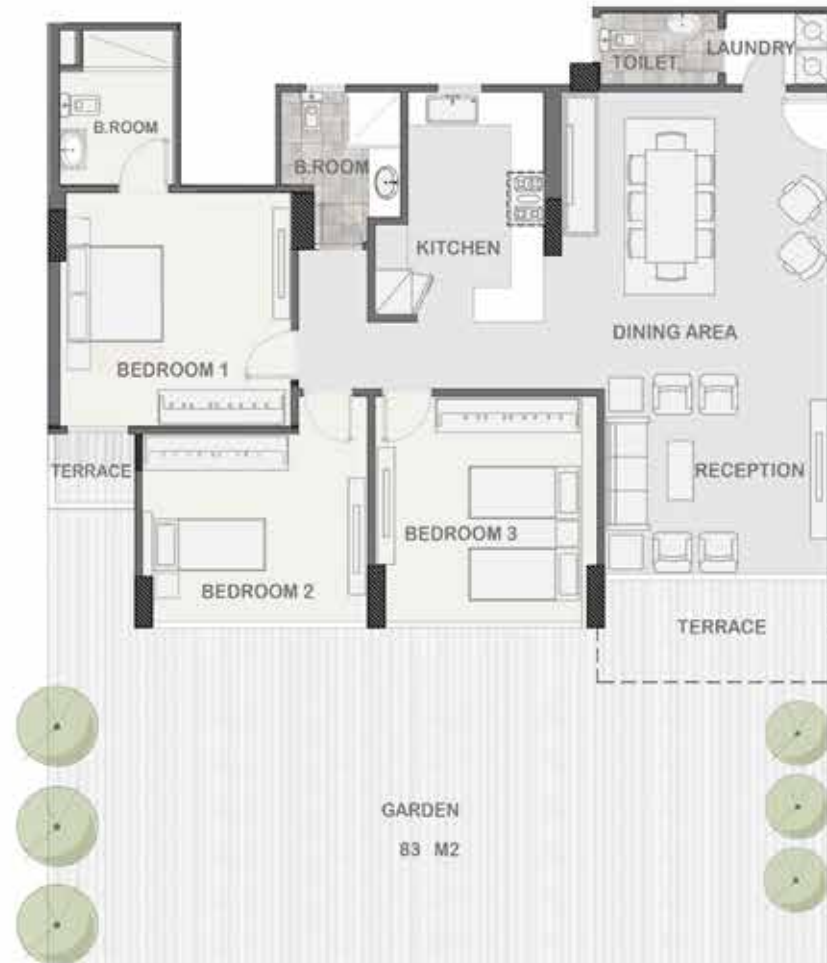 TOILET
LAUNDRY
B.ROOM
B.ROOM
KITCHEN
DINING AREA
BEDROOM 1
TERRACE
RECEPTION
BEDROOM 3
BEDROOM 2
TERRACE
GARDEN
83 M2